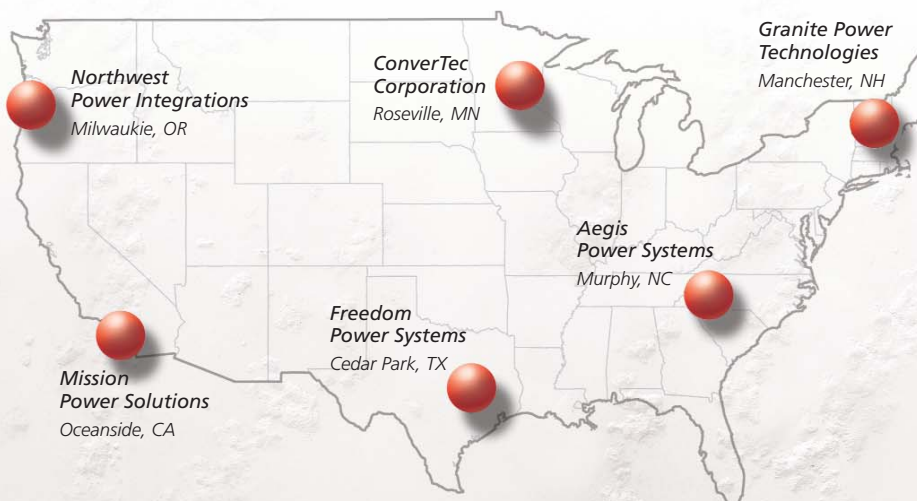 Granite Power
Technologies
Manchester, NH
ConverTec
Corporation
Roseville, MN
Northwest
Power Integrations
Milwaukie, OR
Aegis
Power Systems
Murphy, NC
Freedom
Power Systems
Cedar Park, TX
Mission
Power Solutions
Oceanside, CA